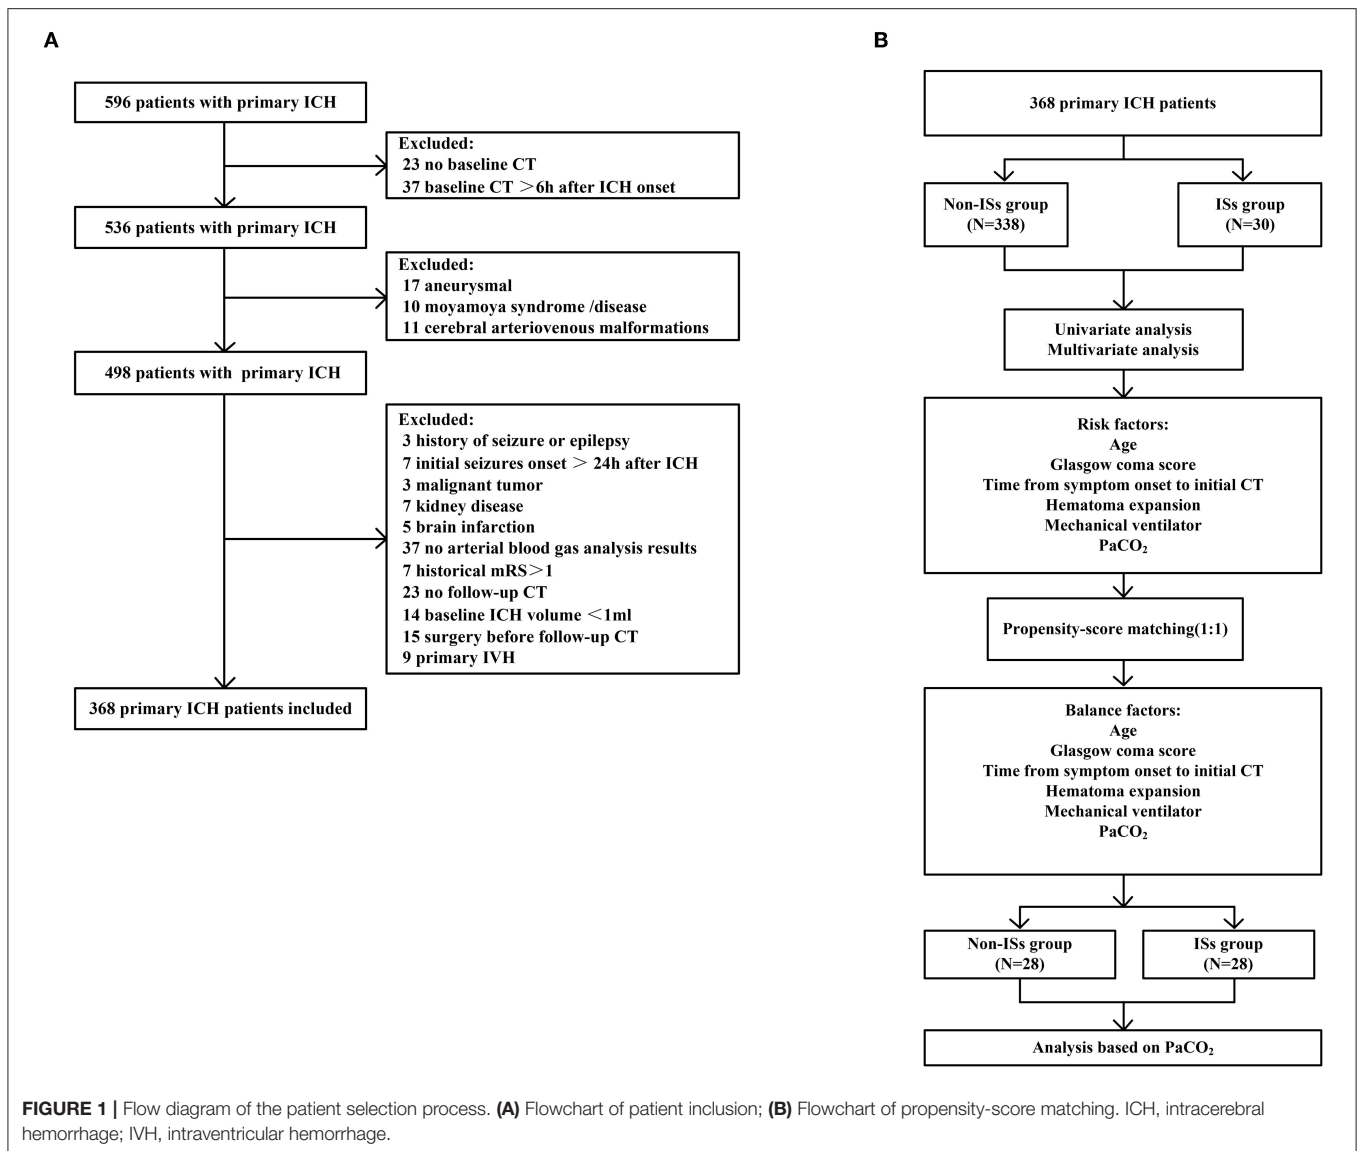 A
596 patients with primary ICH
Excluded:
23 no baseline CT
37 baseline CT >6h after ICH onset
536 patients with primary ICH
Excluded:
17 aneurysmal
10 moyamoya syndrome /disease
11 cerebral arteriovenous malformations
498 patients with primary ICH
Excluded:
3 history of seizure or epilepsy
7 initial seizures onset > 24h after ICH
3 malignant tumor
7 kidney disease
5 brain infarction
37 no arterial blood gas analysis results
7 historical mRS>1
23 no follow-up CT
14 baseline ICH volume <1ml
15 surgery before follow-up CT
9 primary IVH
368 primary ICH patients included
B
368 primary ICH patients
Non-ISs group
(N=338)
ISs group
(N=30)
Univariate analysis
Multivariate analysis
Risk factors:
Age
Glasgow coma score
Time from symptom onset to initial CT
Hematoma expansion
Mechanical ventilator
PaCO₂
Propensity-score matching(1:1)
Balance factors:
Age
Glasgow coma score
Time from symptom onset to initial CT
Hematoma expansion
Mechanical ventilator
PaCO₂
Non-ISs group
(N=28)
ISs group
(N=28)
Analysis based on PaCO₂
FIGURE 1 | Flow diagram of the patient selection process. (A) Flowchart of patient inclusion; (B) Flowchart of propensity-score matching. ICH, intracerebral
hemorrhage; IVH, intraventricular hemorrhage.